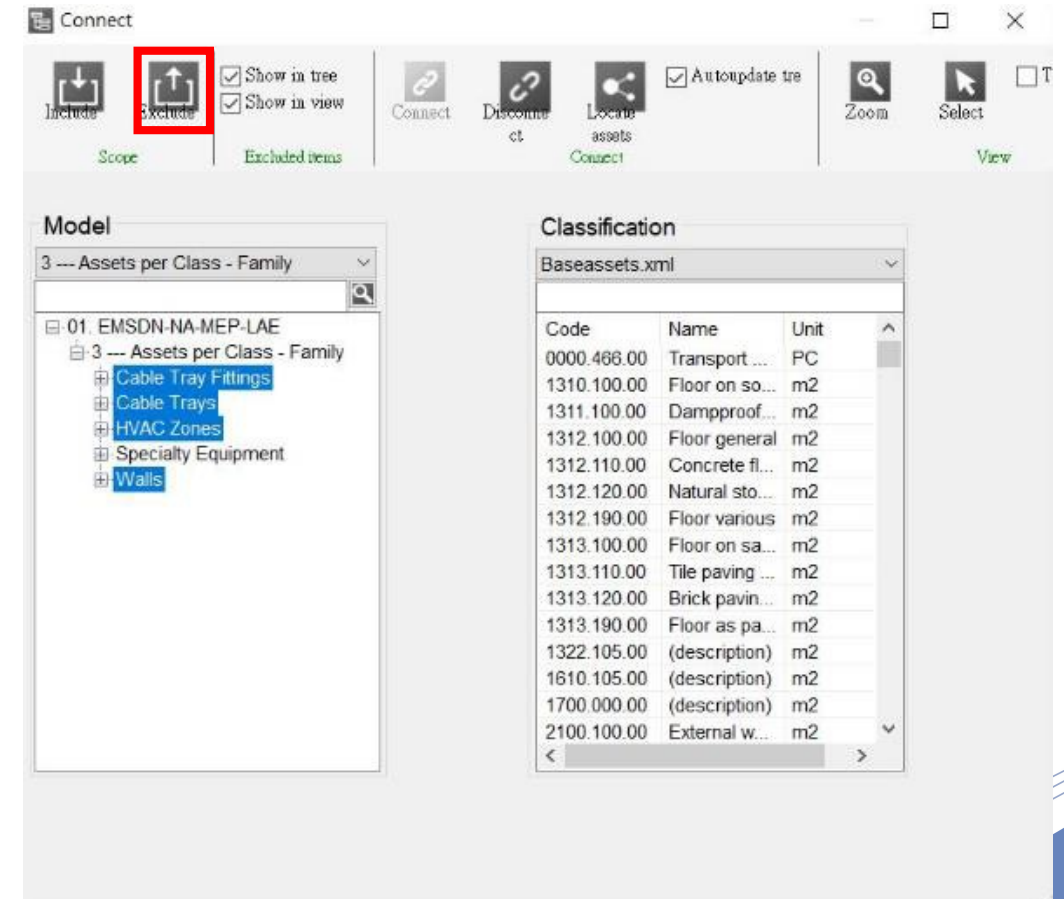 Connect
Include
Exclude
Show in tree
Show in view
Connect
Disconne
ct
Locate
assets
Autoupdate tre
Zoom
Select
T
Scope
Excluded items
Connect
View
Model
Classification
3 --- Assets per Class - Family
Baseassets.xml
01. EMSDN-NA-MEP-LAE
3 --- Assets per Class - Family
Cable Tray Fittings
Cable Trays
HVAC Zones
Specialty Equipment
Walls
Code Name Unit
0000.466.00 Transport ... PC
1310.100.00 Floor on so... m2
1311.100.00 Dampproof... m2
1312.100.00 Floor general m2
1312.110.00 Concrete fl... m2
1312.120.00 Natural sto... m2
1312.190.00 Floor various m2
1313.100.00 Floor on sa... m2
1313.110.00 Tile paving ... m2
1313.120.00 Brick pavin... m2
1313.190.00 Floor as pa... m2
1322.105.00 (description) m2
1610.105.00 (description) m2
1700.000.00 (description) m2
2100.100.00 External w... m2